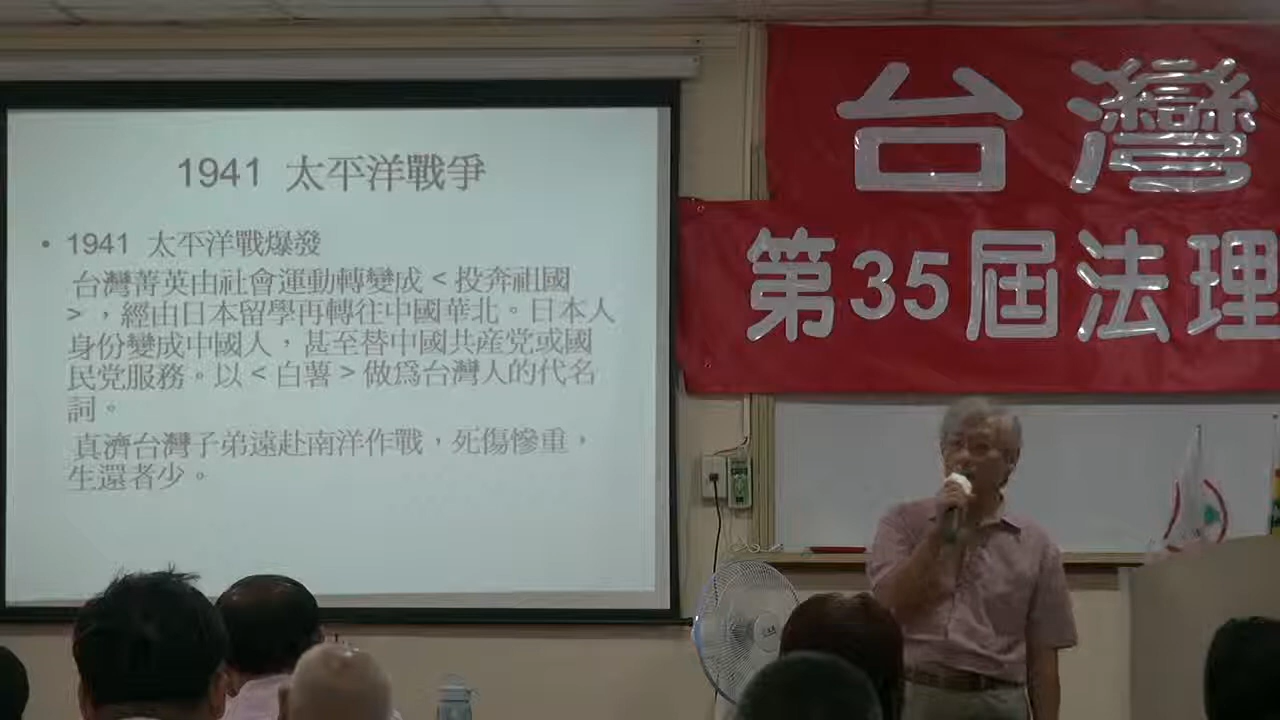 1941 太平洋戰爭
• 1941 太平洋戰爆發
台灣菁英由社會運動轉變成<投奔祖國
>，經由日本留學再轉往中國華北。日本人
身份變成中國人，甚至替中國共産党或國
民党服務。以<白薯>做爲台灣人的代名
詞。
真濟台灣子弟遠赴南洋作戰，死傷慘重，
生還者少。
台灣
第35屆法理